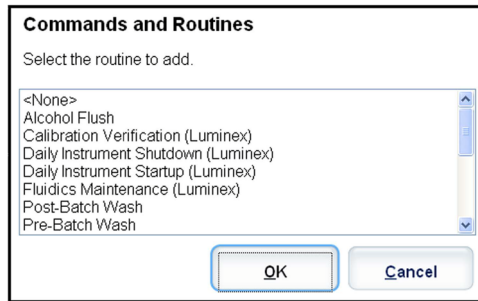 Commands and Routines
Select the routine to add.
<None>
Alcohol Flush
Calibration Verification (Luminex)
Daily Instrument Shutdown (Luminex)
Daily Instrument Startup (Luminex)
Fluidics Maintenance (Luminex)
Post-Batch Wash
Pre-Batch Wash
OK Cancel